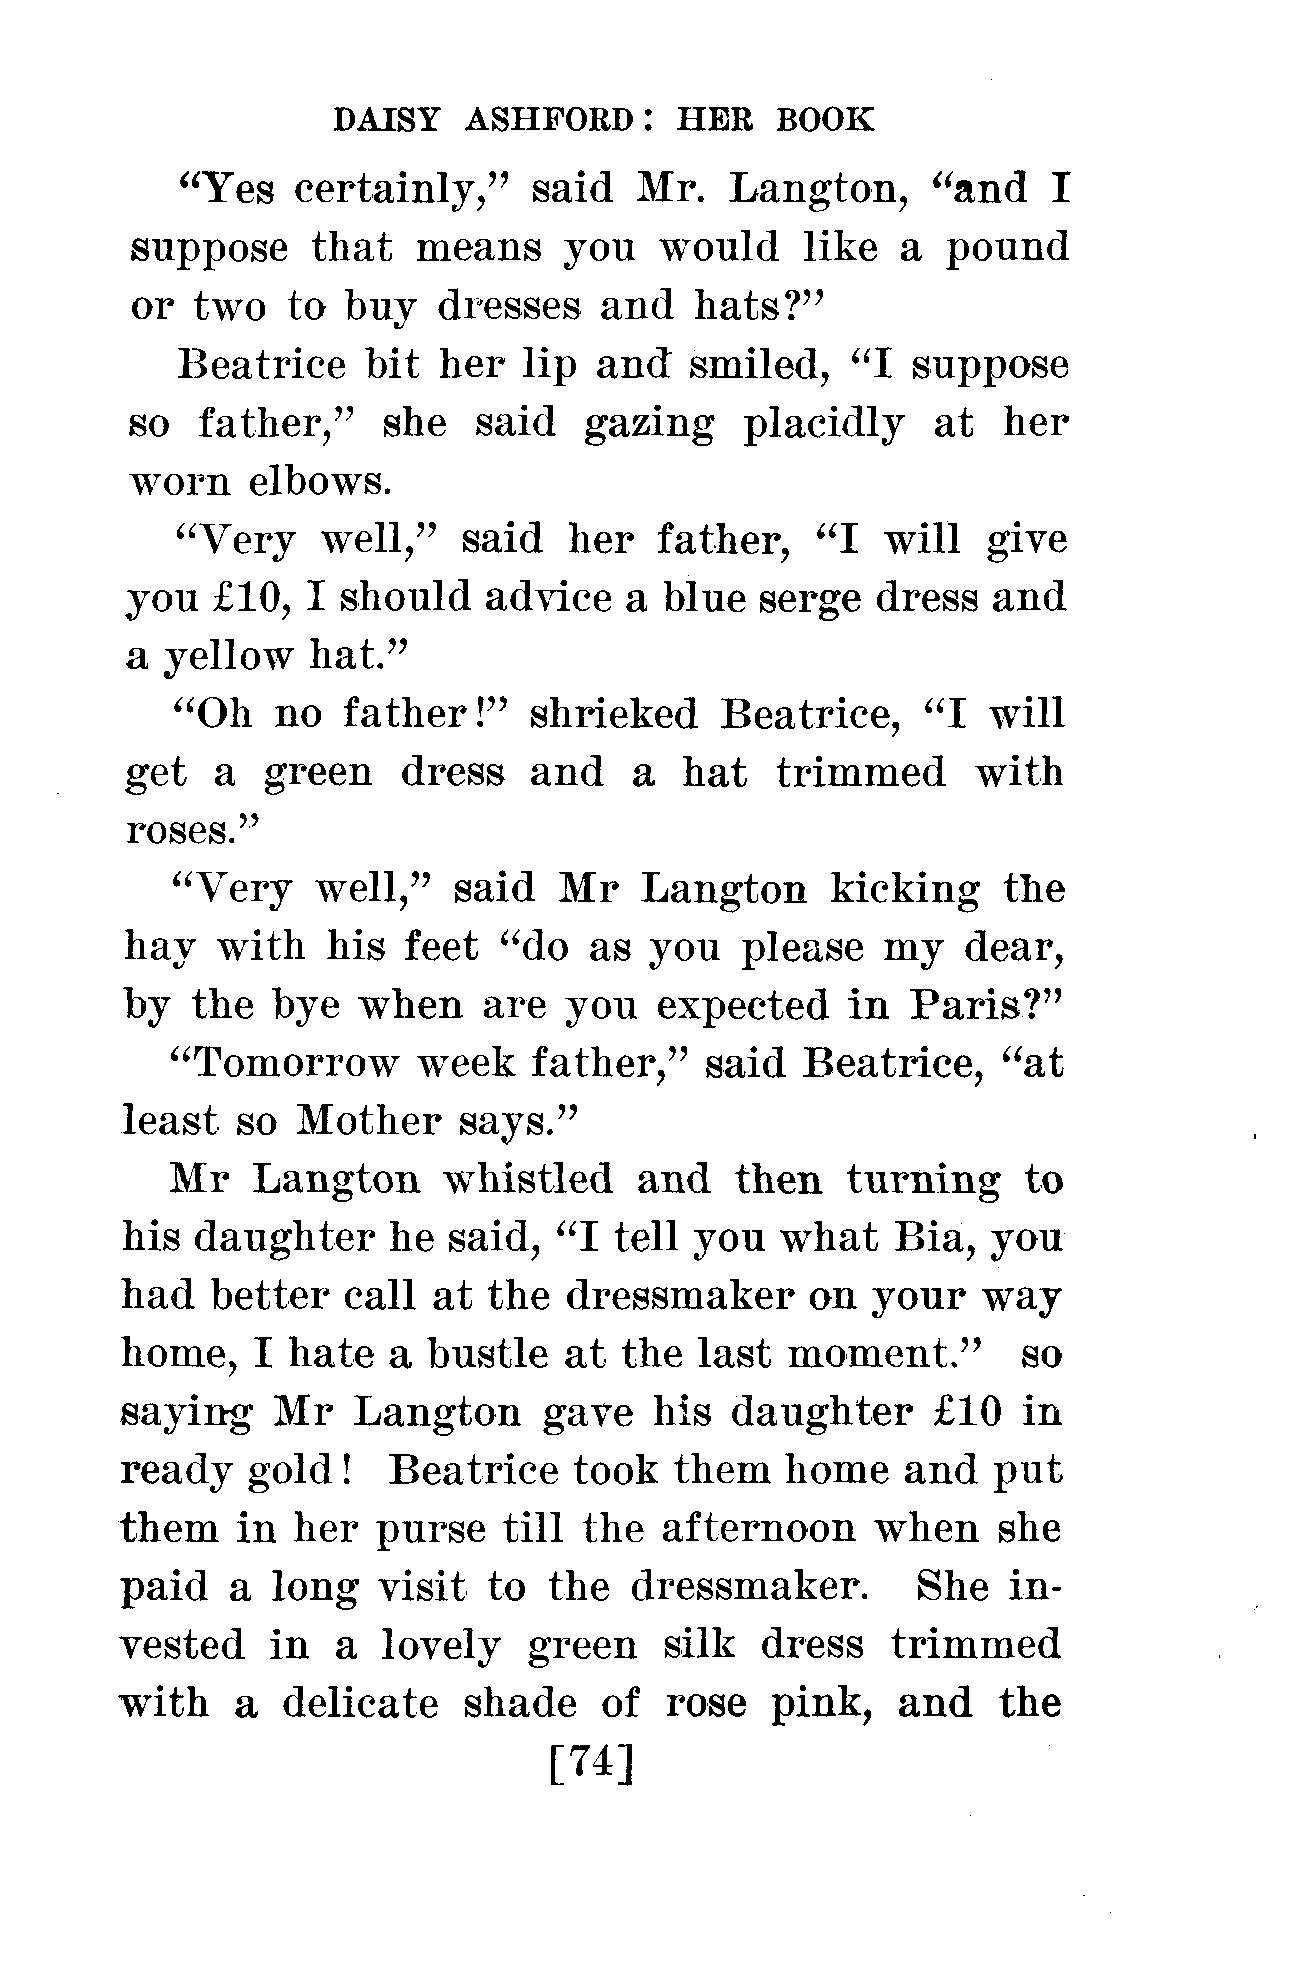 DAISY ASHFORD: HER BOOK
“Yes certainly,” said Mr. Langton, “and I
suppose that means you would like a pound
or two to buy dresses and hats?”
Beatrice bit her lip and smiled, “I suppose
so father,” she said gazing placidly at her
worn elbows.
“Very well,” said her father, “I will give
you £10, I should advice a blue serge dress and
a yellow hat.”
“Oh no father!” shrieked Beatrice, “I will
get a green dress and a hat trimmed with
roses.”
“Very well,” said Mr Langton kicking the
hay with his feet “do as you please my dear,
by the bye when are you expected in Paris?”
“Tomorrow week father,” said Beatrice, “at
least so Mother says.”
Mr Langton whistled and then turning to
his daughter he said, “I tell you what Bia, you
had better call at the dressmaker on your way
home, I hate a bustle at the last moment.” so
saying Mr Langton gave his daughter £10 in
ready gold! Beatrice took them home and put
them in her purse till the afternoon when she
paid a long visit to the dressmaker. She in-
vested in a lovely green silk dress trimmed
with a delicate shade of rose pink, and the
[74]